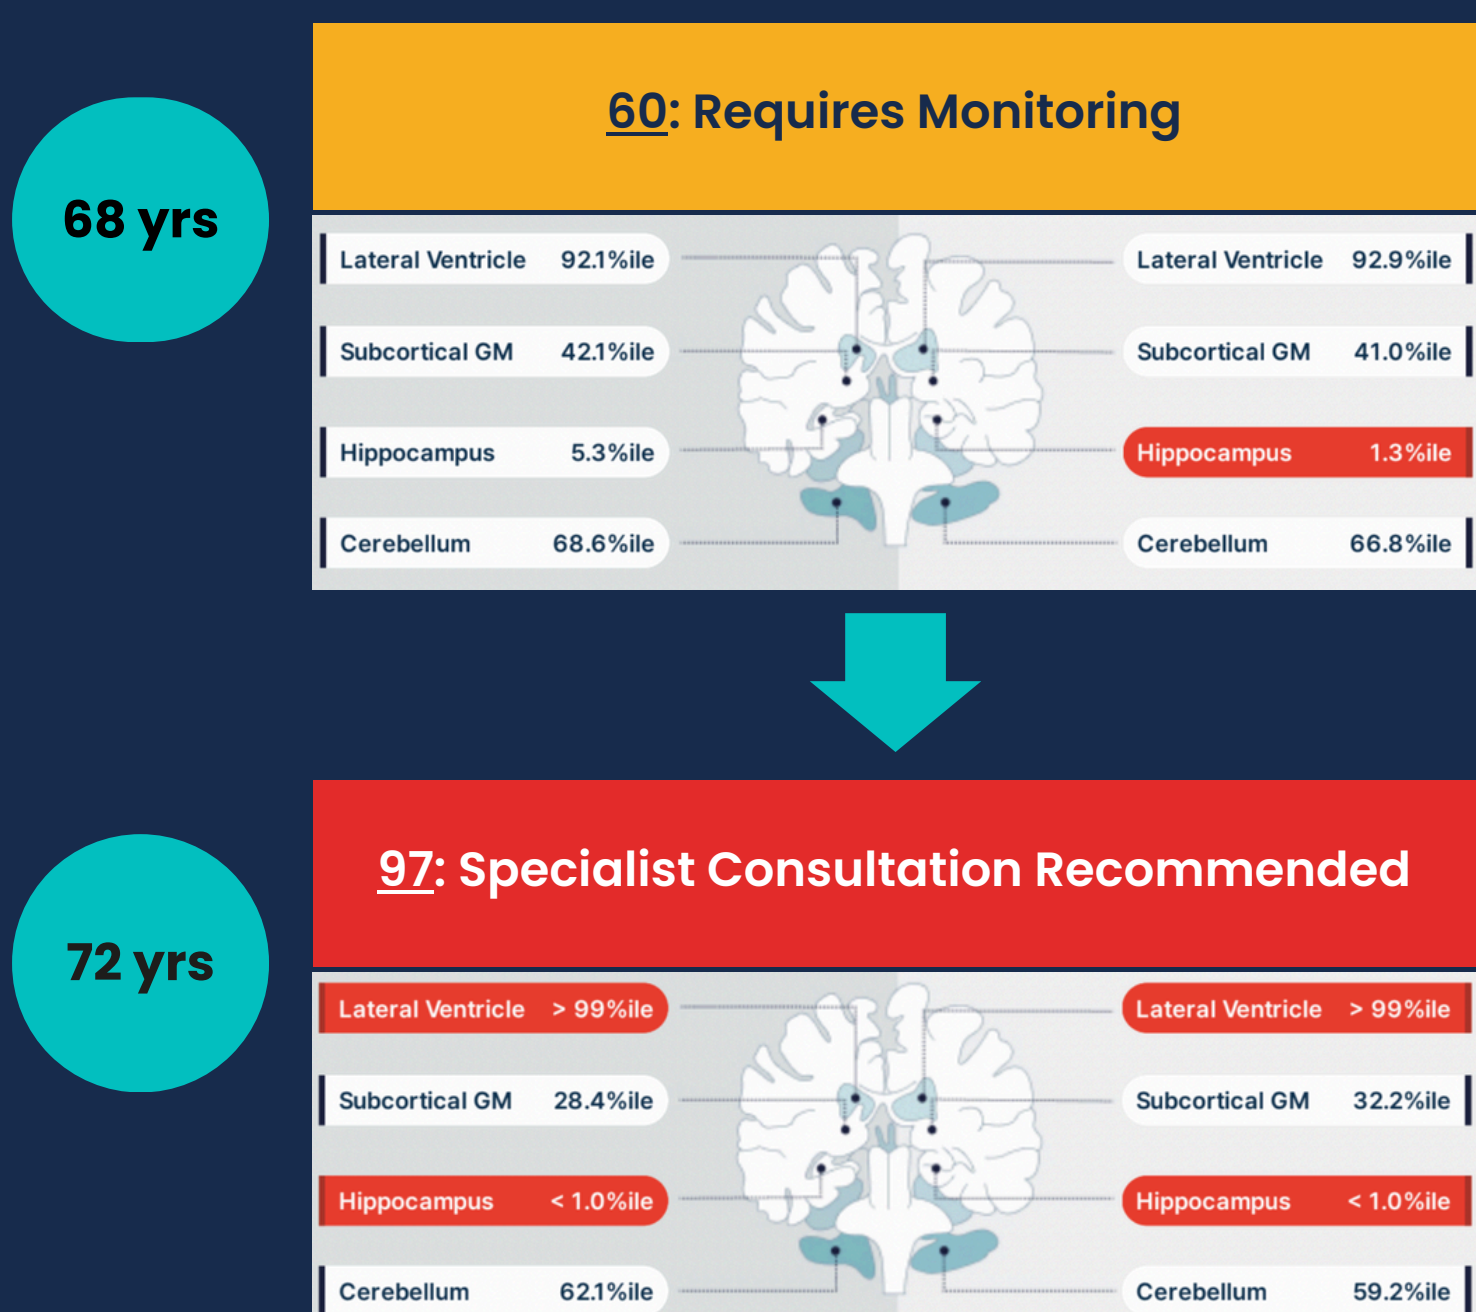 60: Requires Monitoring
68 yrs
Lateral Ventricle 92.1%ile
Lateral Ventricle 92.9%ile
Subcortical GM 42.1%ile
Subcortical GM 41.0%ile
Hippocampus 5.3%ile
Hippocampus 1.3%ile
Cerebellum 68.6%ile
Cerebellum 66.8%ile
97: Specialist Consultation Recommended
72 yrs
Lateral Ventricle > 99%ile
Lateral Ventricle > 99%ile
Subcortical GM 28.4%ile
Subcortical GM 32.2%ile
Hippocampus < 1.0%ile
Hippocampus < 1.0%ile
Cerebellum 62.1%ile
Cerebellum 59.2%ile